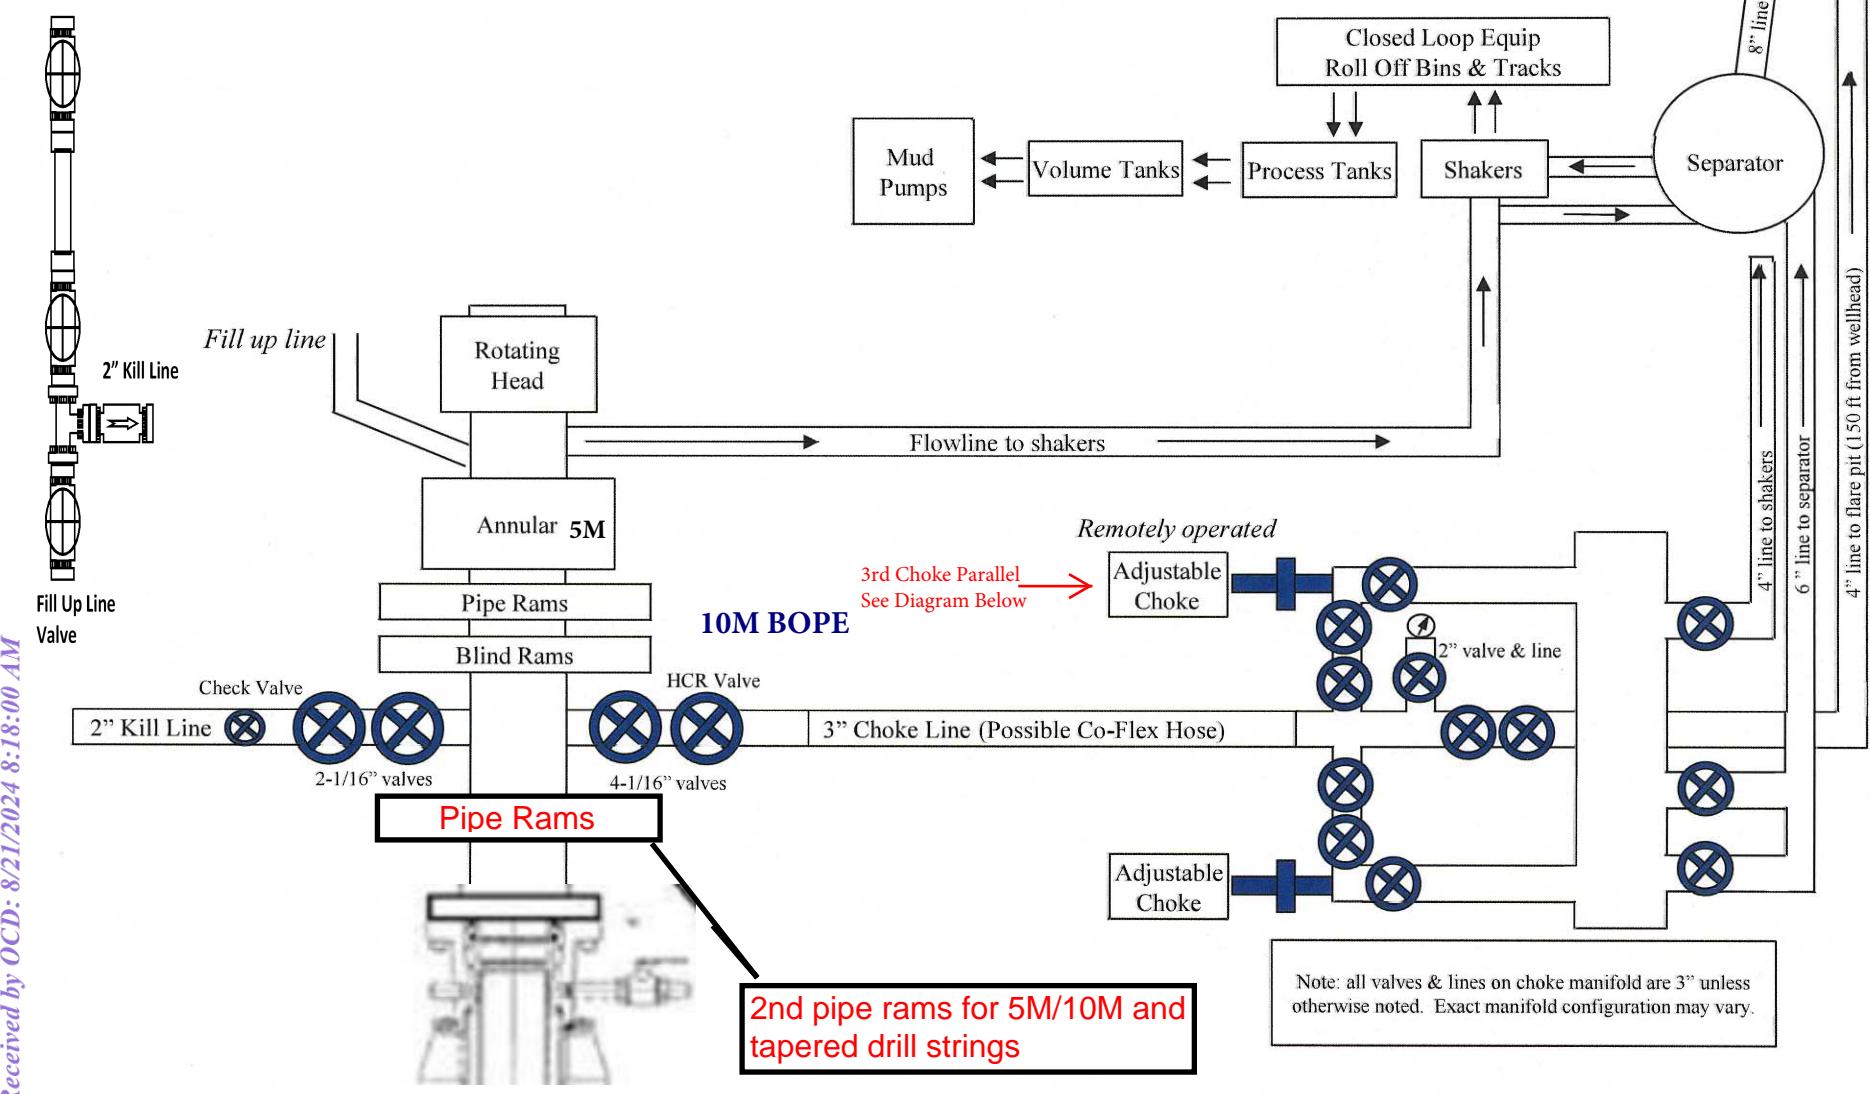 Closed Loop Equip
Roll Off Bins & Tracks
8” line
Mud
Pumps
Volume Tanks
Process Tanks
Shakers
Separator
Fill up line
Rotating
Head
2” Kill Line
Flowline to shakers
Annular 5M
Remotely operated
3rd Choke Parallel
See Diagram Below
Adjustable
Choke
Fill Up Line
Valve
Pipe Rams
10M BOPE
Blind Rams
2” valve & line
4” line to shakers
6 ” line to separator
4” line to flare pit (150 ft from wellhead)
Check Valve
HCR Valve
2” Kill Line
3” Choke Line (Possible Co-Flex Hose)
2-1/16” valves
4-1/16” valves
Pipe Rams
Adjustable
Choke
2nd pipe rams for 5M/10M and
tapered drill strings
Note: all valves & lines on choke manifold are 3” unless
otherwise noted. Exact manifold configuration may vary.
Received by OCD: 8/21/2024 8:18:00 AM